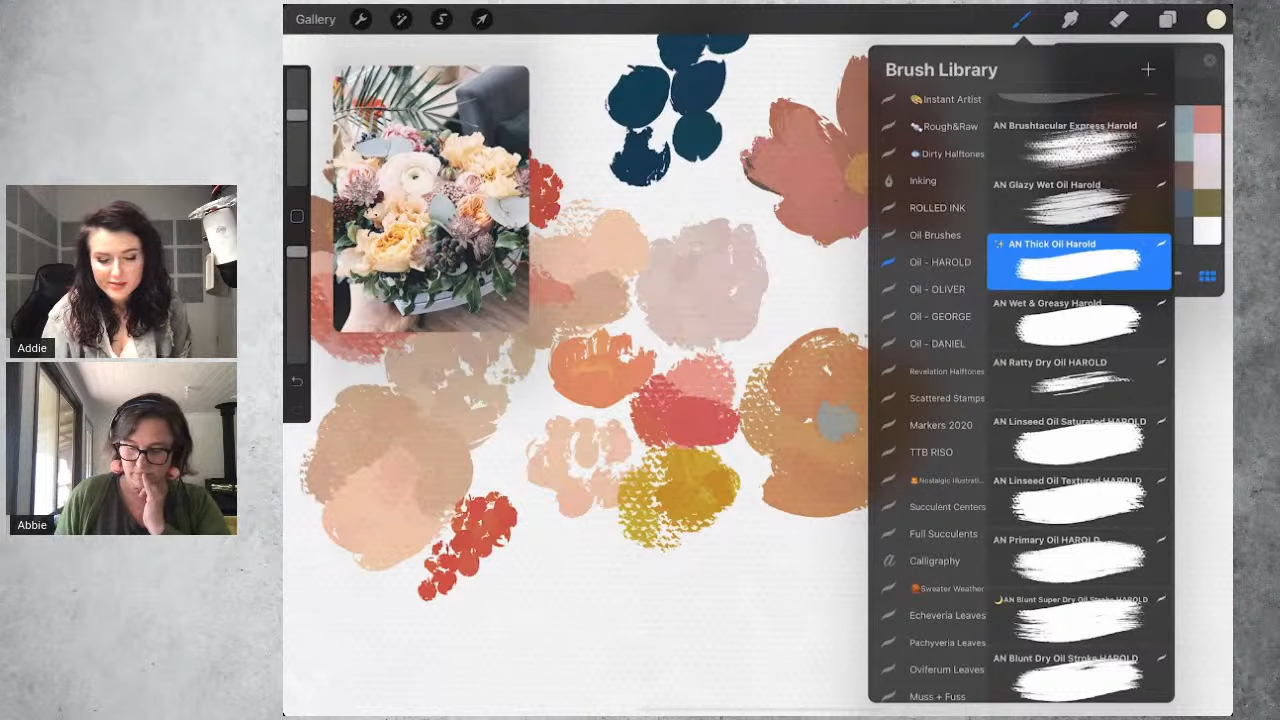 Gallery
Brush Library
Instant Artist
Rough&Raw
Dirty Halftones
Inking
ROLLED INK
Oil Brushes
Oil - HAROLD
Oil - OLIVER
Oil - GEORGE
Oil - DANIEL
Revelation Halftones
Scattered Stamps
Markers 2020
TTB RISO
Nostalgic Illustrati...
Succulent Centers
Full Succulents
Calligraphy
Sweater Weather
Echeveria Leaves
Pachyveria Leaves
Oviferum Leaves
Muss + Fuss
AN Brushtacular Express Harold
AN Glazy Wet Oil Harold
AN Thick Oil Harold
AN Wet & Greasy Harold
AN Ratty Dry Oil HAROLD
AN Linseed Oil Saturated HAROLD
AN Linseed Oil Textured HAROLD
AN Primary Oil HAROLD
AN Blunt Super Dry Oil Stroke HAROLD
AN Blunt Dry Oil Stroke HAROLD
Addie
Abbie